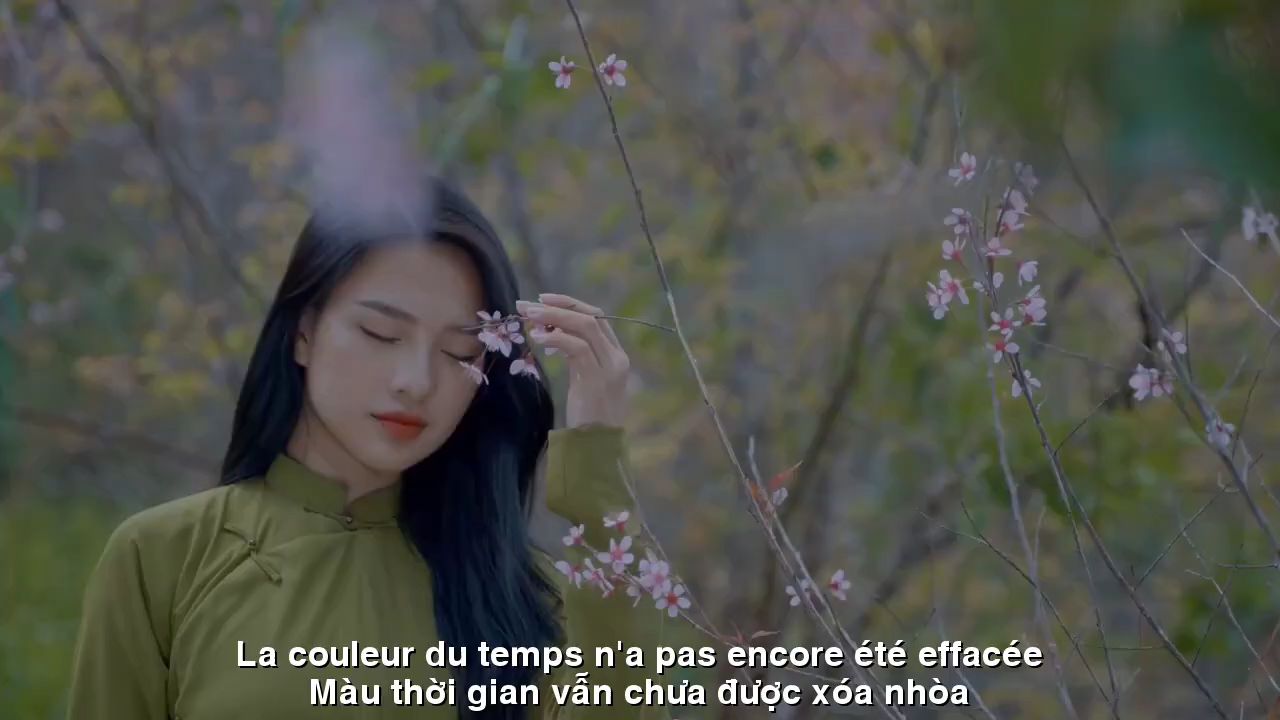 La couleur du temps n'a pas encore été effacée
Màu thời gian vẫn chưa được xóa nhòa